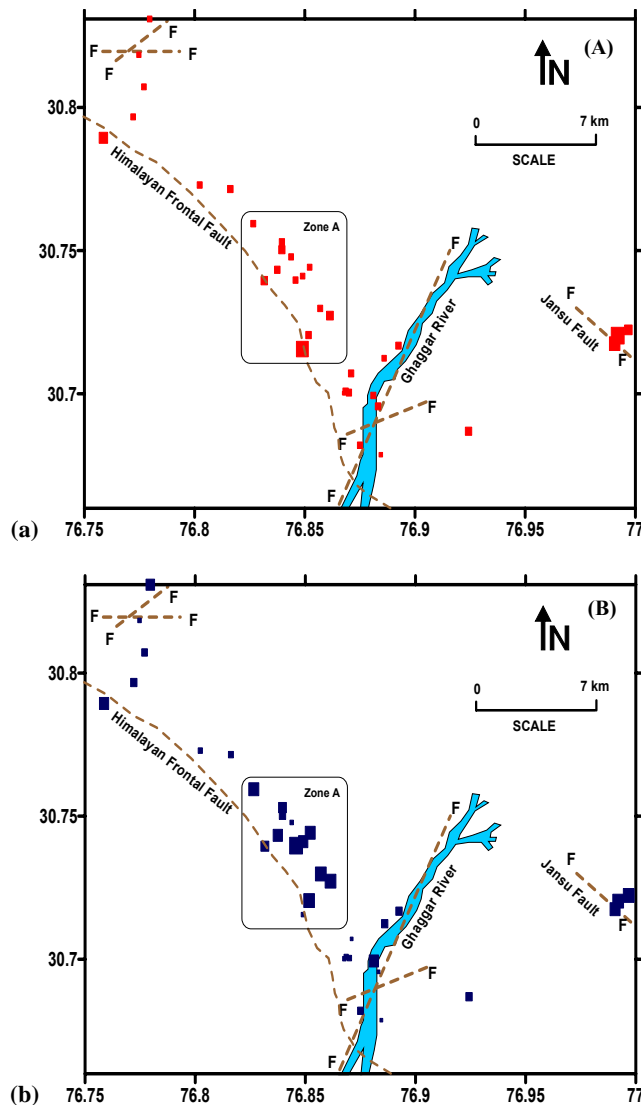 F
(A)
F
F
F
N
30.8
0
7 km
SCALE
Himalayan Frontal Fault
Zone A
30.75
F
Ghaggar River
F
Jansu Fault
F
30.7
F
F
F
(a)
76.75
76.8
76.85
76.9
76.95
77
F
(B)
F
F
F
N
30.8
0
7 km
SCALE
Himalayan Frontal Fault
Zone A
30.75
F
Ghaggar River
F
Jansu Fault
F
30.7
F
F
F
(b)
76.75
76.8
76.85
76.9
76.95
77